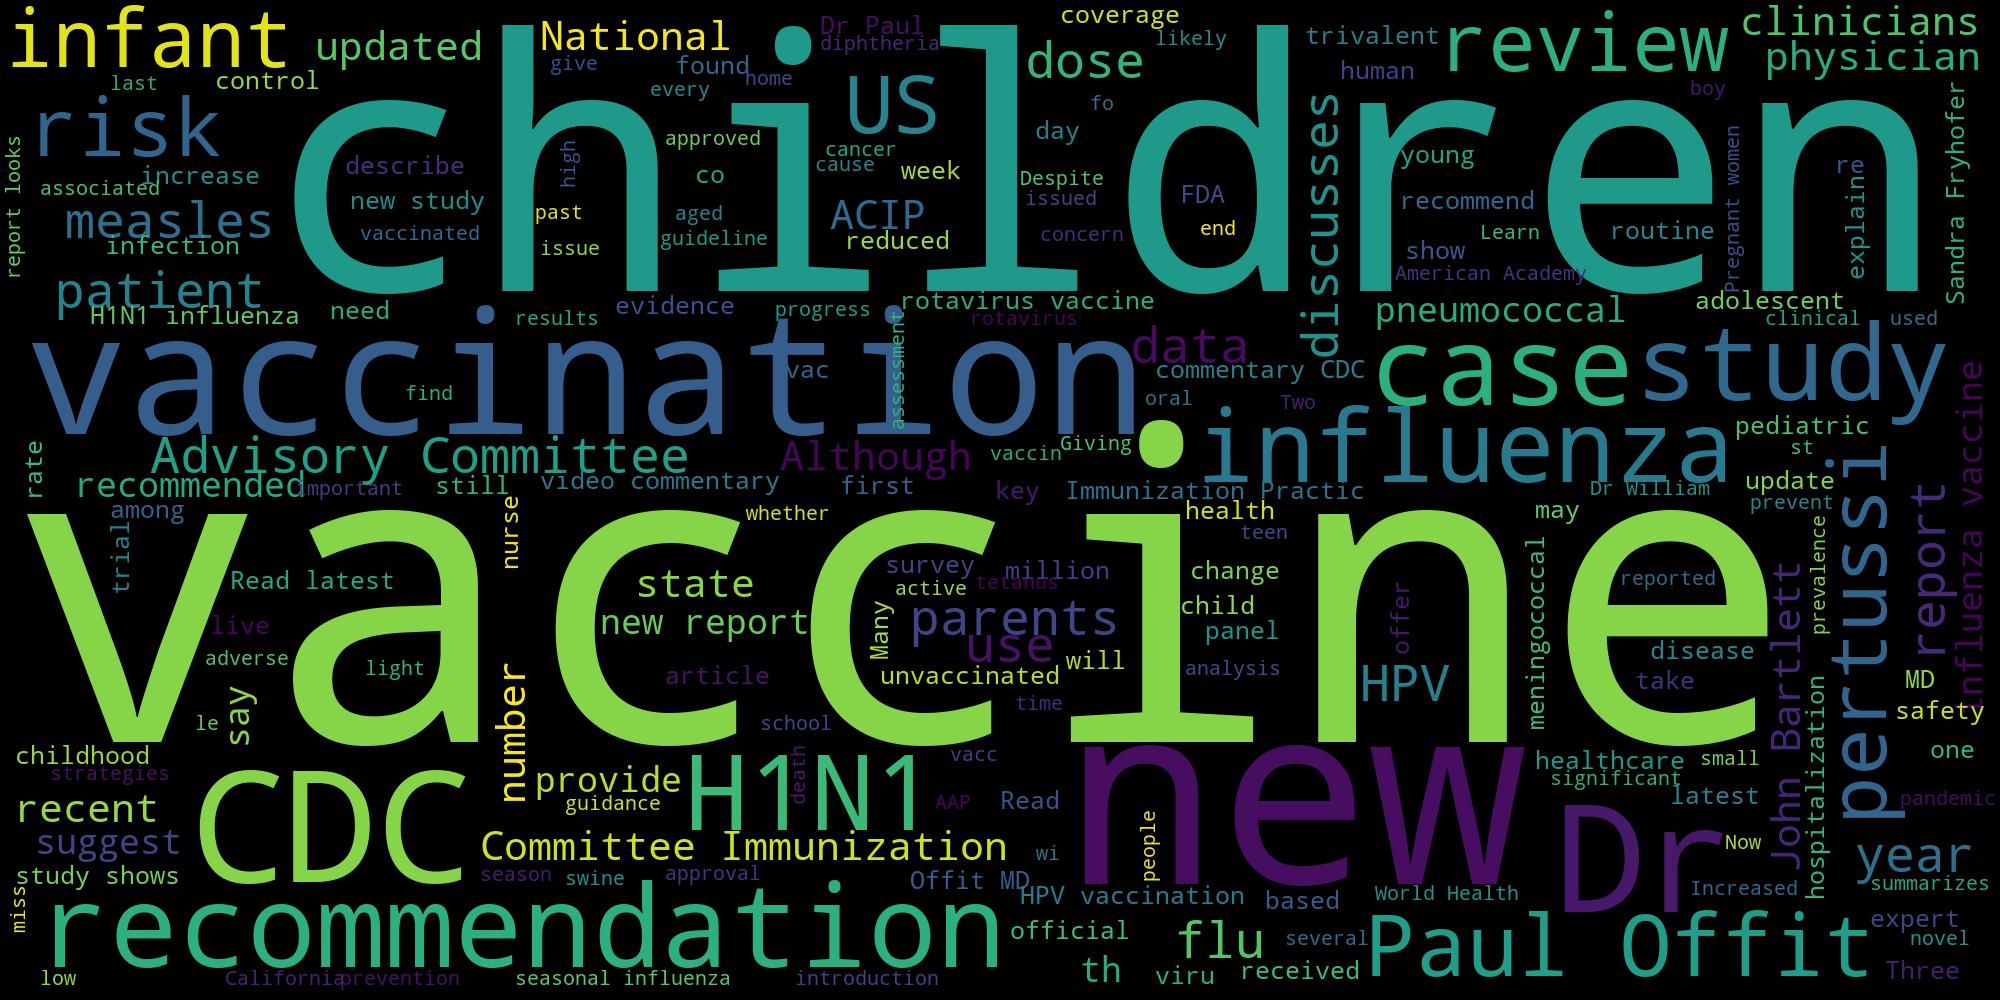 infant
updated
National
Dr Paul
diphtheria
coverage
likely
trivalent
review
clinicians
physician
last
control
give
found
home
every
US
dose
human
boy
risk
children
fo
day
discusses
approved
cancer
cause
young
Pregnant women
Sandra Fryhofer
report looks
associated
increase
describe
high
co
week
Despite
issued
FDA
recommend
re
explaine
measles
new study
past
aged
ACIP
end
Learn
routine
infection
vaccinated
issue
guideline
reduced
concern
show
American Academy
patient
H1N1 influenza
need
results
evidence
progress
rotavirus vaccine
rotavirus
pneumococcal
adolescent
clinical
used
vaccination
assessment
data
case
study
vac
commentary CDC
find
oral
Two
influenza vaccine
Advisory Committee
Although
vaccin
Giving
influenza
pediatric
st
rate
recommended
important
still
video commentary
first
key
Immunization Practic
Dr William
update
prevent
pertussi
report
among
nurse
whether
health
teen
may
trial
vaccine
Read latest
state
survey
million
active
tetanus
change
reported
prevalence
live
new report
Many
parents
child
offer
meningococcal
John Bartlett
adverse
use
panel
disease
light
article
unvaccinated
will
analysis
HPV
take
MD
say
number
time
safety
le
school
childhood
strategies
death
vacc
new
healthcare
small
one
significant
hospitalization
CDC
provide
H1N1
guidance
AAP
Read
latest
pandemic
recent
suggest
Committee Immunization
wi
people
Dr
Now
year
study shows
season
swine
approval
Offit MD
HPV vaccination
based
World Health
Increased
summarizes
miss
recommendation
official
flu
several
Paul Offit
expert
novel
low
California
prevention
seasonal influenza
introduction
th
viru
received
Three